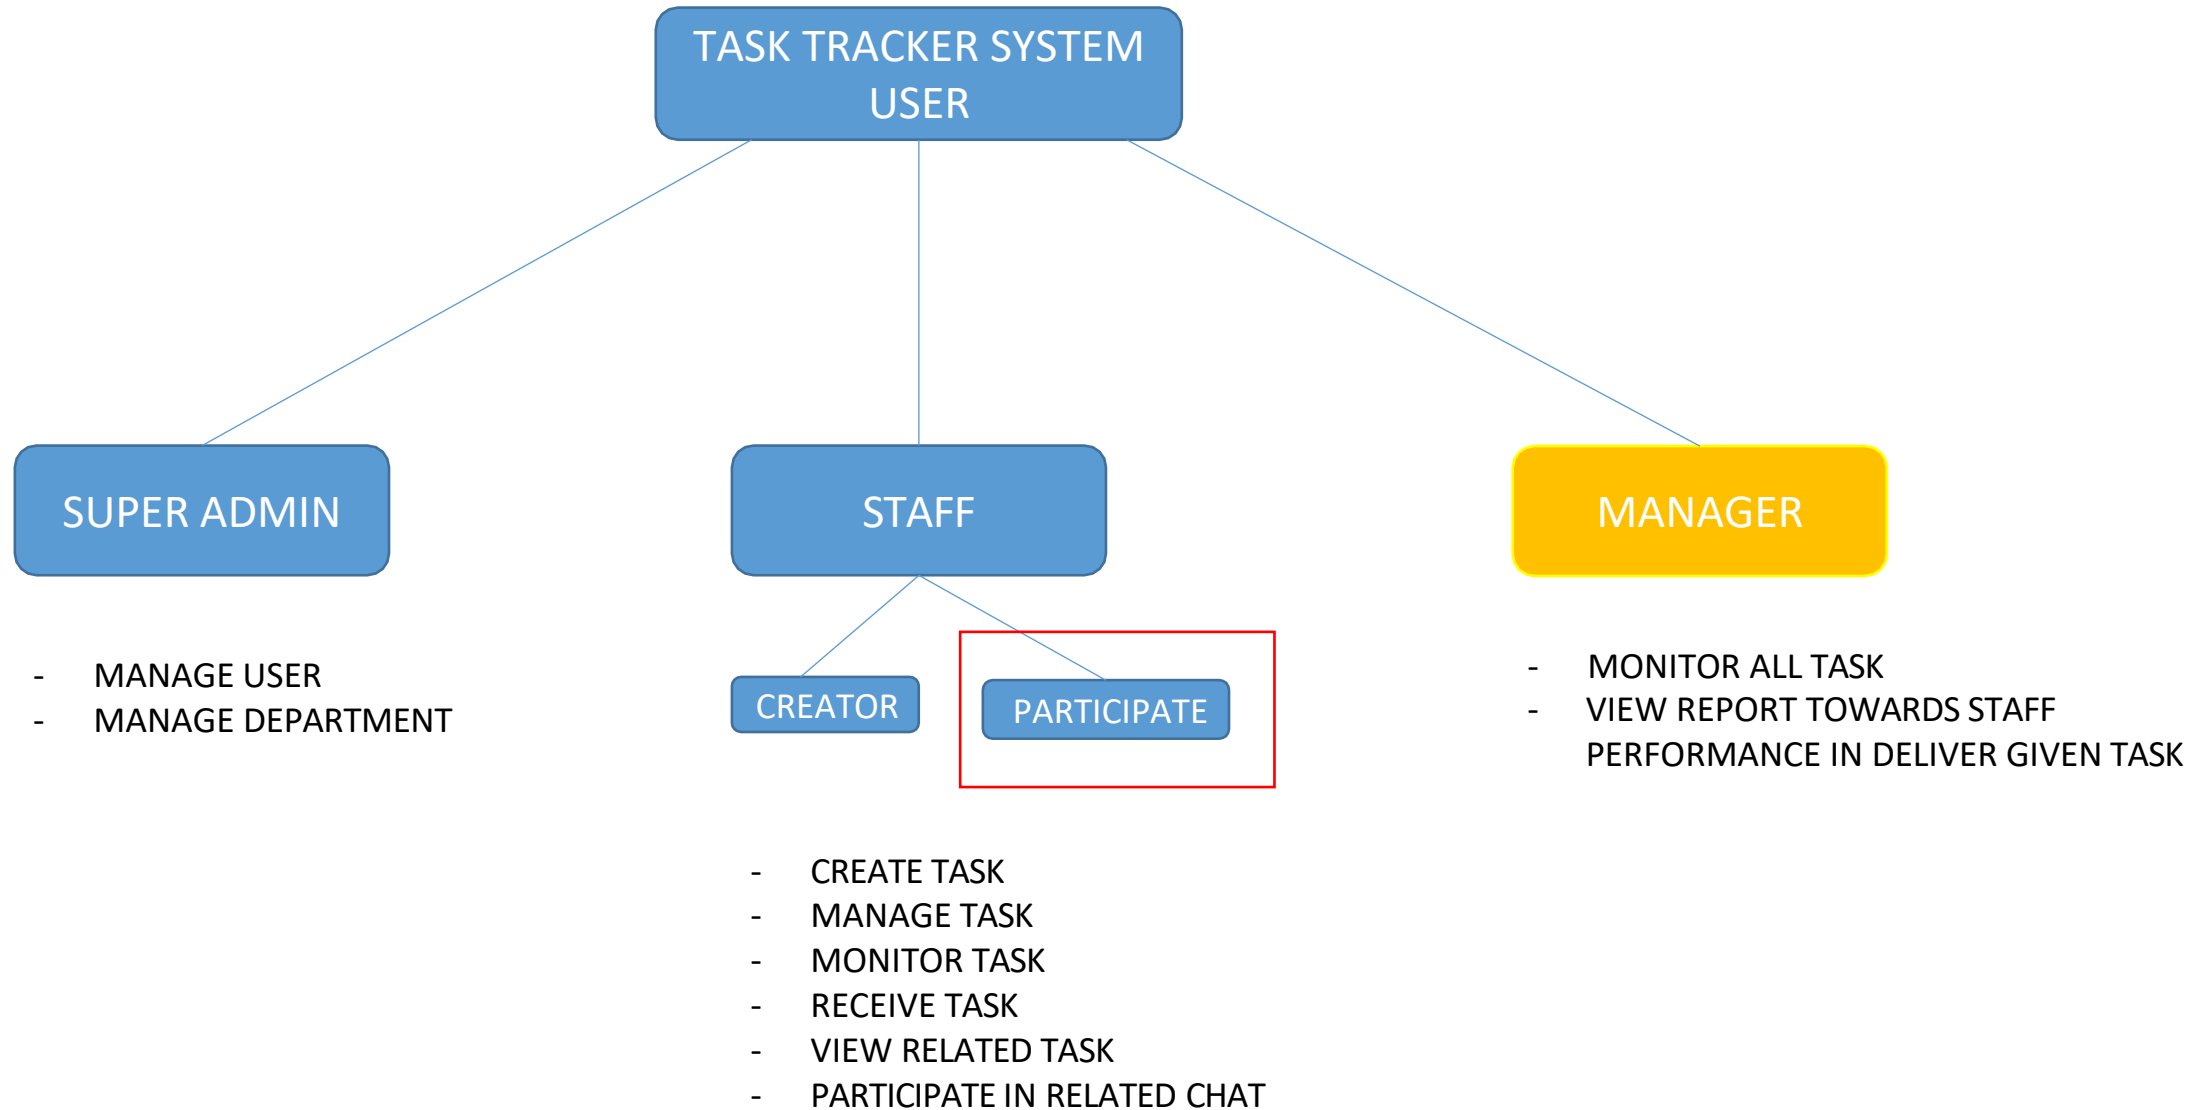 TASK TRACKER SYSTEM
USER
SUPER ADMIN
STAFF
MANAGER
- MANAGE USER
- MANAGE DEPARTMENT
CREATOR
PARTICIPATE
- CREATE TASK
- MANAGE TASK
- MONITOR TASK
- RECEIVE TASK
- VIEW RELATED TASK
- PARTICIPATE IN RELATED CHAT
- MONITOR ALL TASK
- VIEW REPORT TOWARDS STAFF
PERFORMANCE IN DELIVER GIVEN TASK